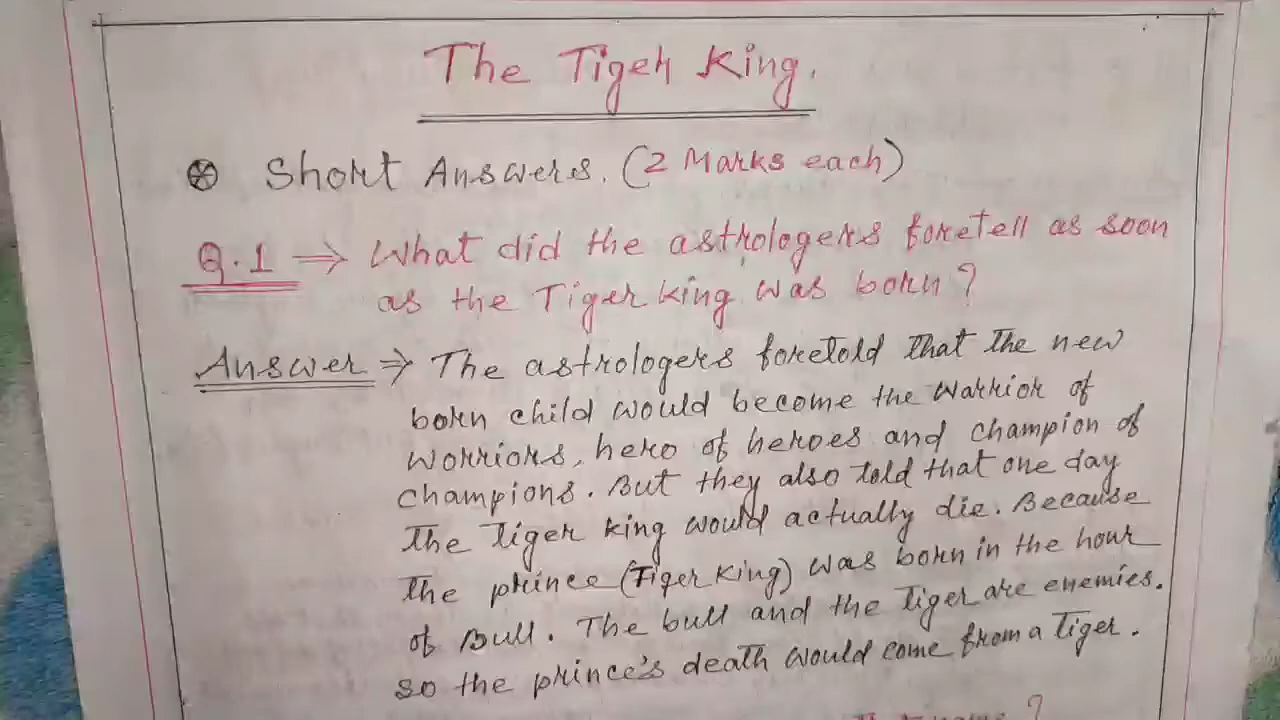 The Tiger King.
Short Answers. (2 Marks each)
Q.1 ⇒ What did the astrologers foretell as soon
as the Tiger King was born?
Answer ⇒ The astrologers foretold that the new
born child would become the warrior of
worriors, hero of heroes and champion of
champions. But they also told that one day
the tiger king would actually die. Because
the prince (Tiger King) was born in the hour
of Bull. The bull and the tiger are enemies.
so the prince's death would come from a tiger.